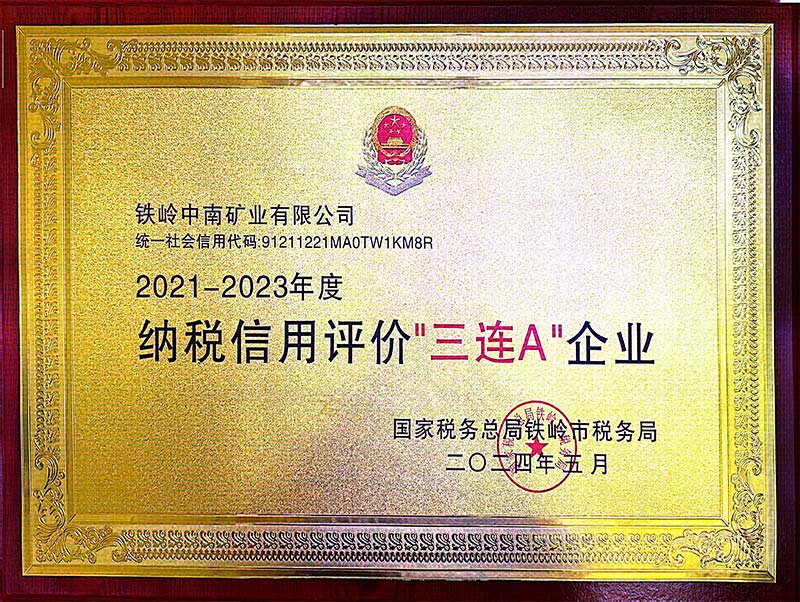 铁岭中南矿业有限公司
统一社会信用代码:91211221MA0TW1KM8R
2021-2023年度
纳税信用评价"三连A"企业
国家税务总局铁岭市税务局
二〇二四年五月